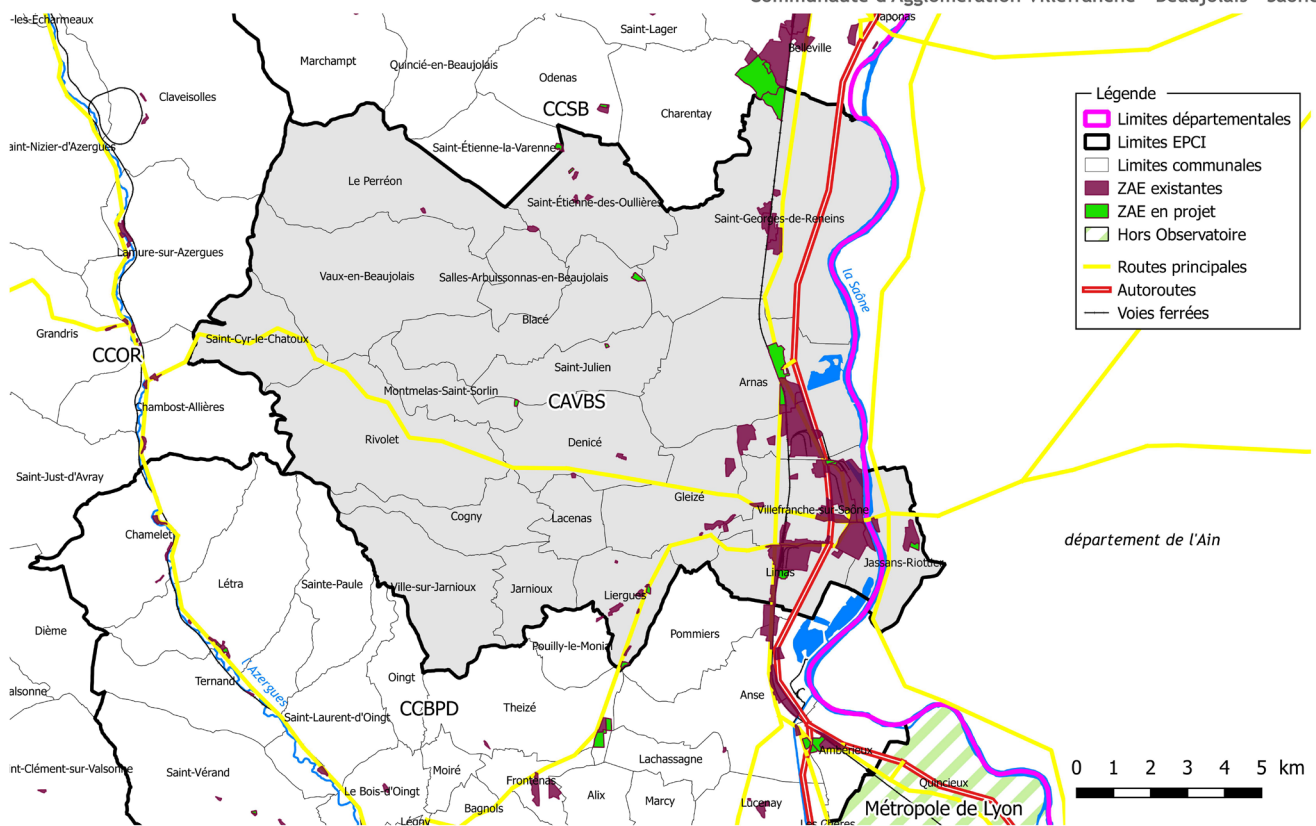 Communauté d'Agglomération Villefranche - Beaujolais - Saône
-les-Écharmeaux
Saint-Lager
Taponas
Belleville
Marchampt
Quincié-en-Beaujolais
Odenas
CCSB
Claveisolles
Charentay
Légende
Limites départementales
Limites EPCI
Limites communales
ZAE existantes
ZAE en projet
Hors Observatoire
Routes principales
Autoroutes
Voies ferrées
aint-Nizier-d'Azergues
Saint-Étienne-la-Varenne
Le Perréon
Saint-Étienne-des-Oullières
Saint-Georges-de-Reneins
Lamure-sur-Azergues
Vaux-en-Beaujolais
Salles-Arbuissonnas-en-Beaujolais
la Saône
Blacé
Grandris
Saint-Cyr-le-Chatoux
CCOR
Saint-Julien
Arnas
Montmelas-Saint-Sorlin
CAVBS
Chambost-Allières
Rivolet
Denicé
Saint-Just-d'Avray
Gleizé
Villefranche-sur-Saône
Cogny
Lacenas
Chamelet
département de l'Ain
Jassans-Riottier
Limas
Létra
Sainte-Paule
Ville-sur-Jarnioux
Jarnioux
Liergues
Dième
Pommiers
Pouilly-le-Monial
l'Azergues
Ternand
Oingt
alsonne
Anse
CCBPD
Theizé
Saint-Laurent-d'Oingt
Ambérieux
Lachassagne
nt-Clément-sur-Valsonne
Saint-Vérand
Moiré
Frontenas
Quincieux
0 1 2 3 4 5 km
Le Bois-d'Oingt
Alix
Marcy
Lucenay
Métropole de Lyon
Bagnols
Légny
Les Chères